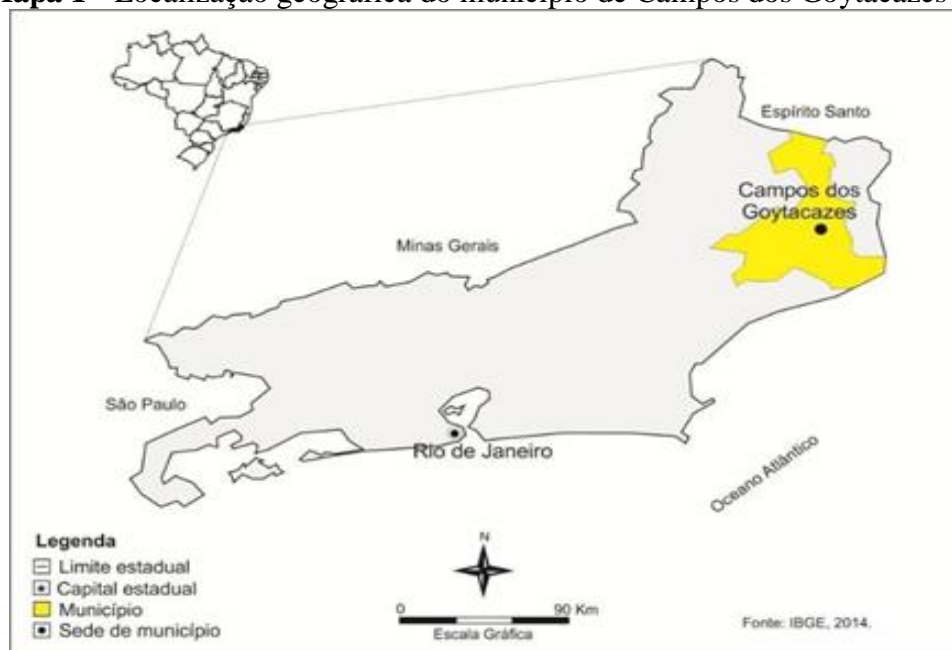 Mapa 1 - Localização geográfica do município de Campos dos Goytacazes
Espírito Santo
Campos dos
Goytacazes
Minas Gerais
São Paulo
Rio de Janeiro
Oceano Atlântico
Legenda
Limite estadual
Capital estadual
Município
Sede de município
N
0 90 Km
Escala Gráfica
Fonte: IBGE, 2014.